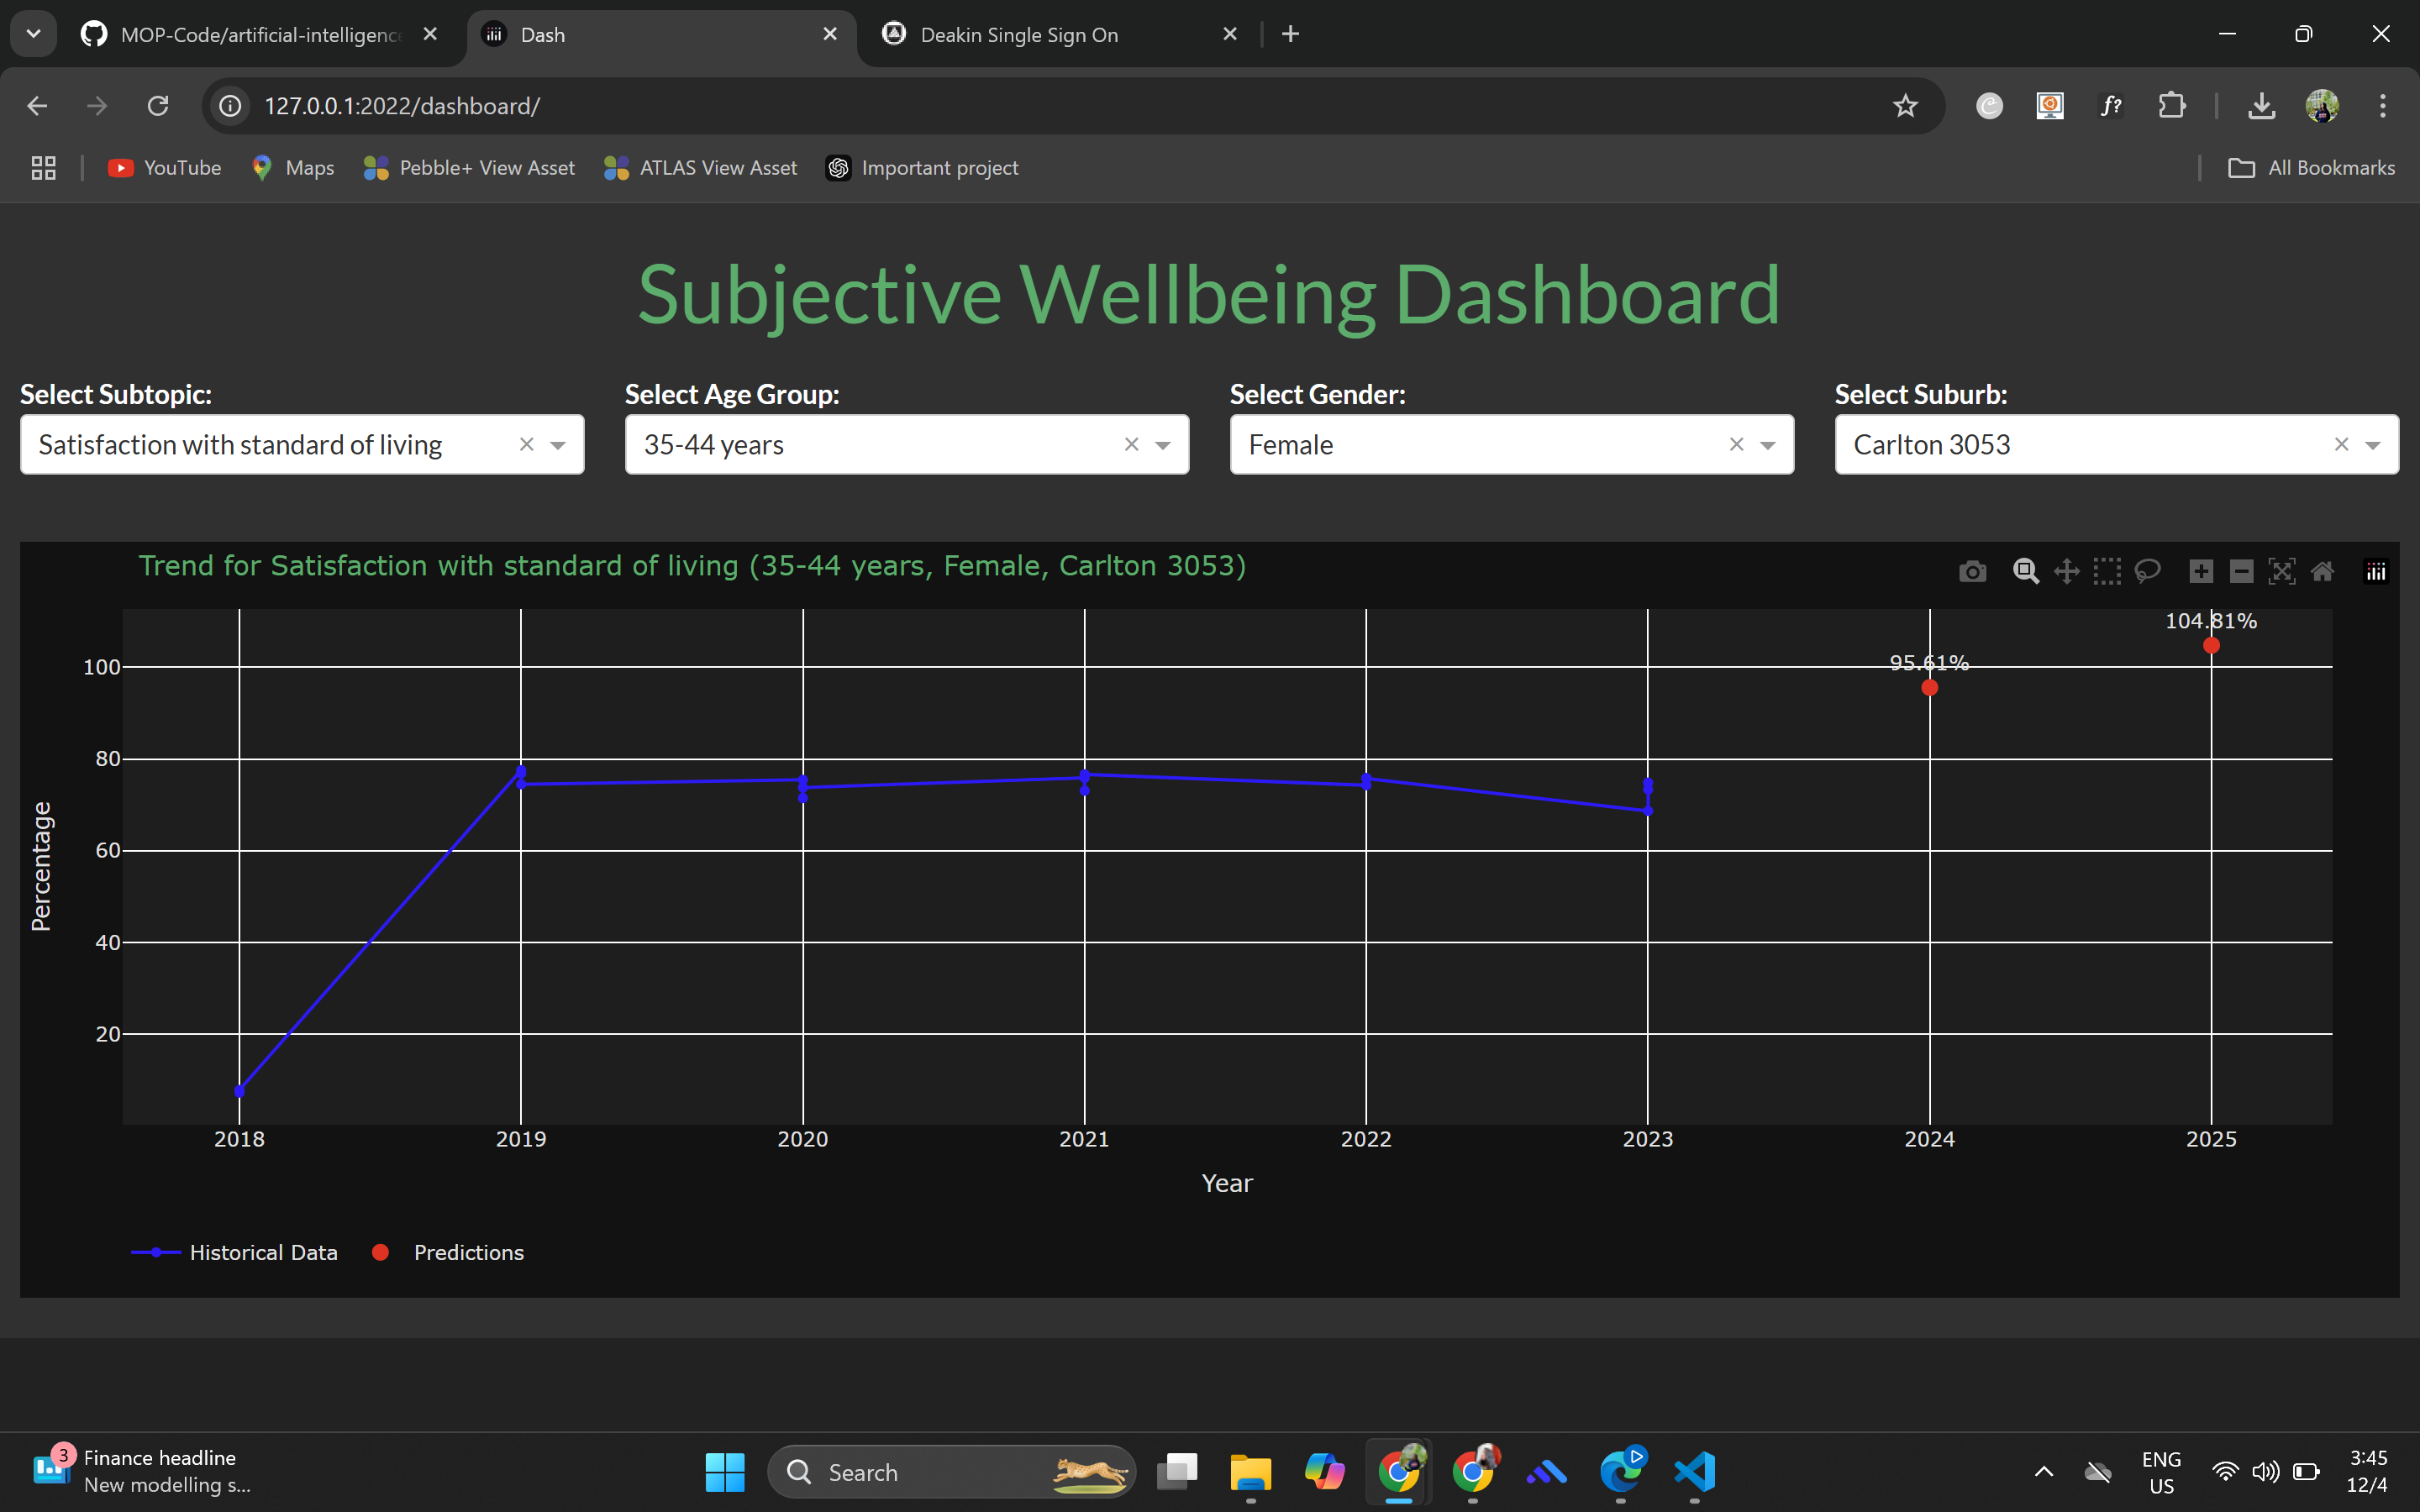 MOP-Code/artificial-intelligence
Dash
Deakin Single Sign On
127.0.0.1:2022/dashboard/
YouTube
Maps
Pebble+ View Asset
ATLAS View Asset
Important project
All Bookmarks
Subjective Wellbeing Dashboard
Select Subtopic:
Select Age Group:
Select Gender:
Select Suburb:
Satisfaction with standard of living
35-44 years
Female
Carlton 3053
Trend for Satisfaction with standard of living (35-44 years, Female, Carlton 3053)
104.81%
95.61%
100
80
60
40
20
Percentage
2018 2019 2020 2021 2022 2023 2024 2025
Year
Historical Data
Predictions
3
Finance headline
New modelling s...
Search
ENG
US
3:45
12/4